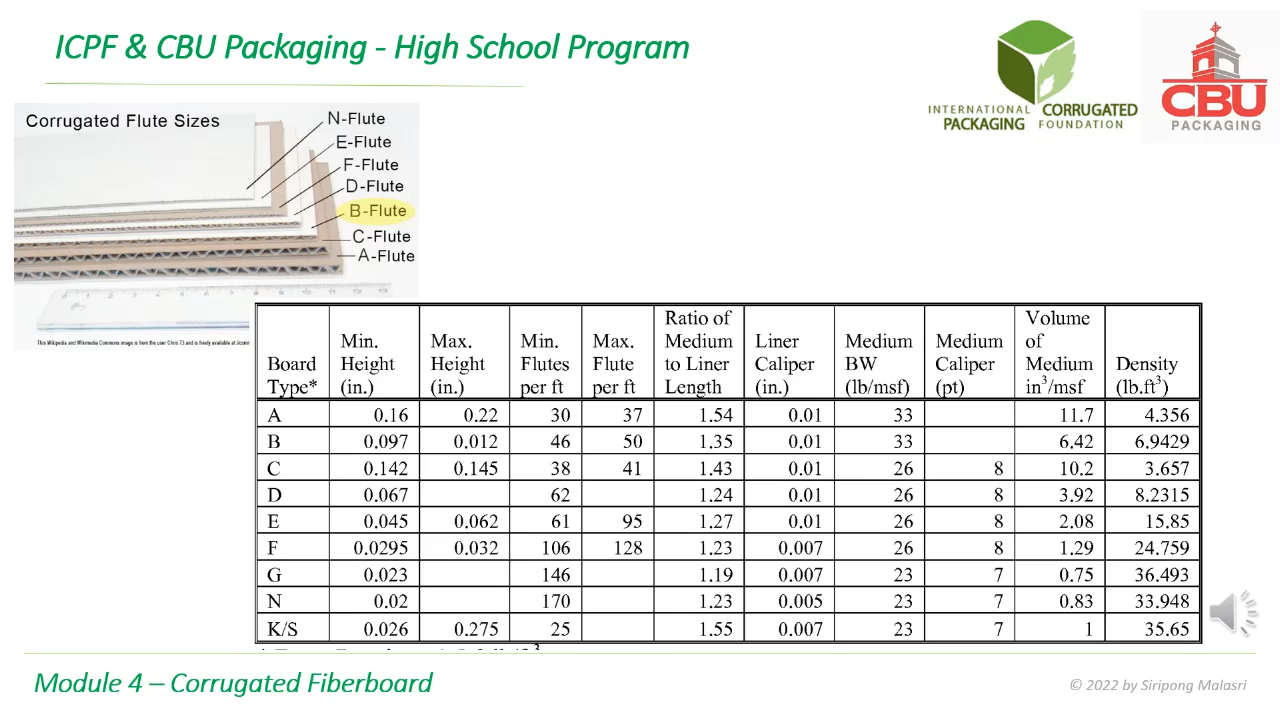 ICPF & CBU Packaging - High School Program
INTERNATIONAL CORRUGATED
PACKAGING FOUNDATION
CBU
PACKAGING
Corrugated Flute Sizes
N-Flute
E-Flute
F-Flute
D-Flute
B-Flute
C-Flute
A-Flute
This Wikipedia and Wikimedia Commons image is from the user Chris 73 and is freely available at
Board Type* Min. Height (in.) Max. Height (in.) Min. Flutes per ft Max. Flute per ft Ratio of Medium to Liner Length Liner Caliper (in.) Medium BW (lb/msf) Medium Caliper (pt) Volume of Medium in³/msf Density (lb.ft³)
A 0.16 0.22 30 37 1.54 0.01 33 11.7 4.356
B 0.097 0.012 46 50 1.35 0.01 33 6.42 6.9429
C 0.142 0.145 38 41 1.43 0.01 26 8 10.2 3.657
D 0.067 62 1.24 0.01 26 8 3.92 8.2315
E 0.045 0.062 61 95 1.27 0.01 26 8 2.08 15.85
F 0.0295 0.032 106 128 1.23 0.007 26 8 1.29 24.759
G 0.023 146 1.19 0.007 23 7 0.75 36.493
N 0.02 170 1.23 0.005 23 7 0.83 33.948
K/S 0.026 0.275 25 1.55 0.007 23 7 1 35.65
Module 4 – Corrugated Fiberboard
© 2022 by Siripong Malasri